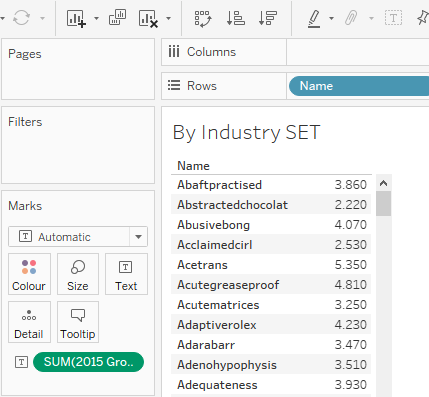 Pages
Columns
Rows
Name
Filters
By Industry SET
Name
Abaftpractised 3.860
Abstractedchocolat 2.220
Abusivebong 4.070
Acclaimedcirl 2.530
Acetrans 5.350
Acutegreaseproof 4.810
Acutematrices 3.250
Adaptiverolex 4.230
Adarabarr 3.470
Adenohypophysis 3.510
Adequateness 3.930
Marks
T Automatic
T
Colour Size Text
Detail Tooltip
T SUM(2015 Gro..